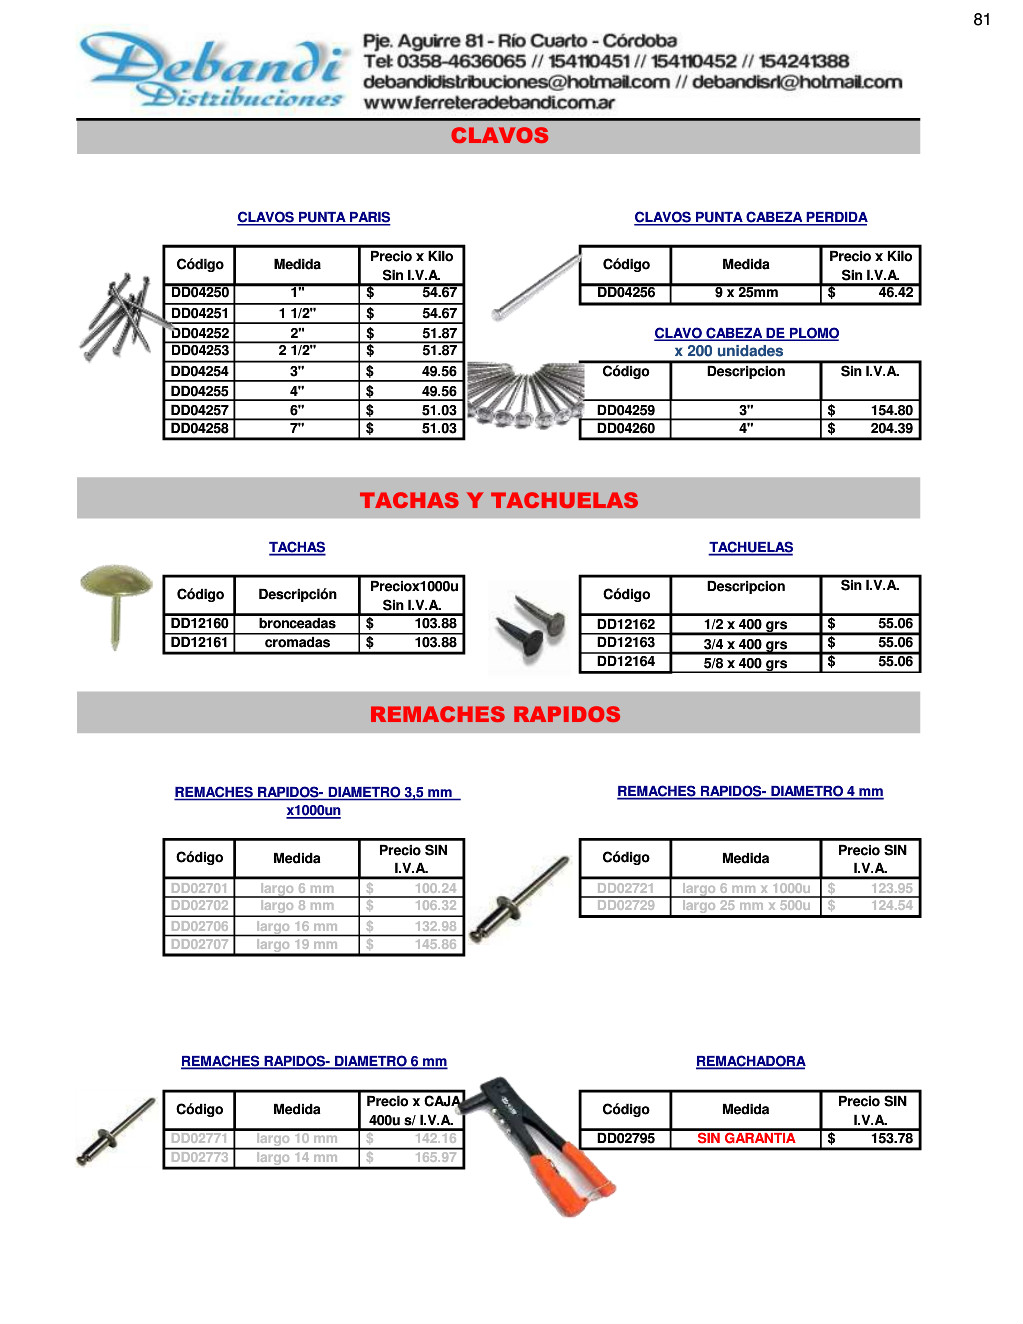 81
Debandi
Distribuciones
Pje. Aguirre 81 - Río Cuarto - Córdoba
Tel: 0358-4636065 // 154110451 // 154110452 // 154241388
debandidistribuciones@hotmail.com // debandisrl@hotmail.com
www.ferreteradebandi.com.ar
CLAVOS
CLAVOS PUNTA PARIS
Código Medida Precio x Kilo Sin I.V.A.
DD04250 1" $ 54.67
DD04251 1 1/2" $ 54.67
DD04252 2" $ 51.87
DD04253 2 1/2" $ 51.87
DD04254 3" $ 49.56
DD04255 4" $ 49.56
DD04257 6" $ 51.03
DD04258 7" $ 51.03
CLAVOS PUNTA CABEZA PERDIDA
Código Medida Precio x Kilo Sin I.V.A.
DD04256 9 x 25mm $ 46.42
CLAVO CABEZA DE PLOMO
x 200 unidades
Código Descripcion Sin I.V.A.
DD04259 3" $ 154.80
DD04260 4" $ 204.39
TACHAS Y TACHUELAS
TACHAS
Código Descripción Preciox1000u Sin I.V.A.
DD12160 bronceadas $ 103.88
DD12161 cromadas $ 103.88
TACHUELAS
Código Descripcion Sin I.V.A.
DD12162 1/2 x 400 grs $ 55.06
DD12163 3/4 x 400 grs $ 55.06
DD12164 5/8 x 400 grs $ 55.06
REMACHES RAPIDOS
REMACHES RAPIDOS- DIAMETRO 3,5 mm
x1000un
Código Medida Precio SIN I.V.A.
DD02701 largo 6 mm $ 100.24
DD02702 largo 8 mm $ 106.32
DD02706 largo 16 mm $ 132.98
DD02707 largo 19 mm $ 145.86
REMACHES RAPIDOS- DIAMETRO 4 mm
Código Medida Precio SIN I.V.A.
DD02721 largo 6 mm x 1000u $ 123.95
DD02729 largo 25 mm x 500u $ 124.54
REMACHES RAPIDOS- DIAMETRO 6 mm
Código Medida Precio x CAJA 400u s/ I.V.A.
DD02771 largo 10 mm $ 142.16
DD02773 largo 14 mm $ 165.97
REMACHADORA
Código Medida Precio SIN I.V.A.
DD02795 SIN GARANTIA $ 153.78